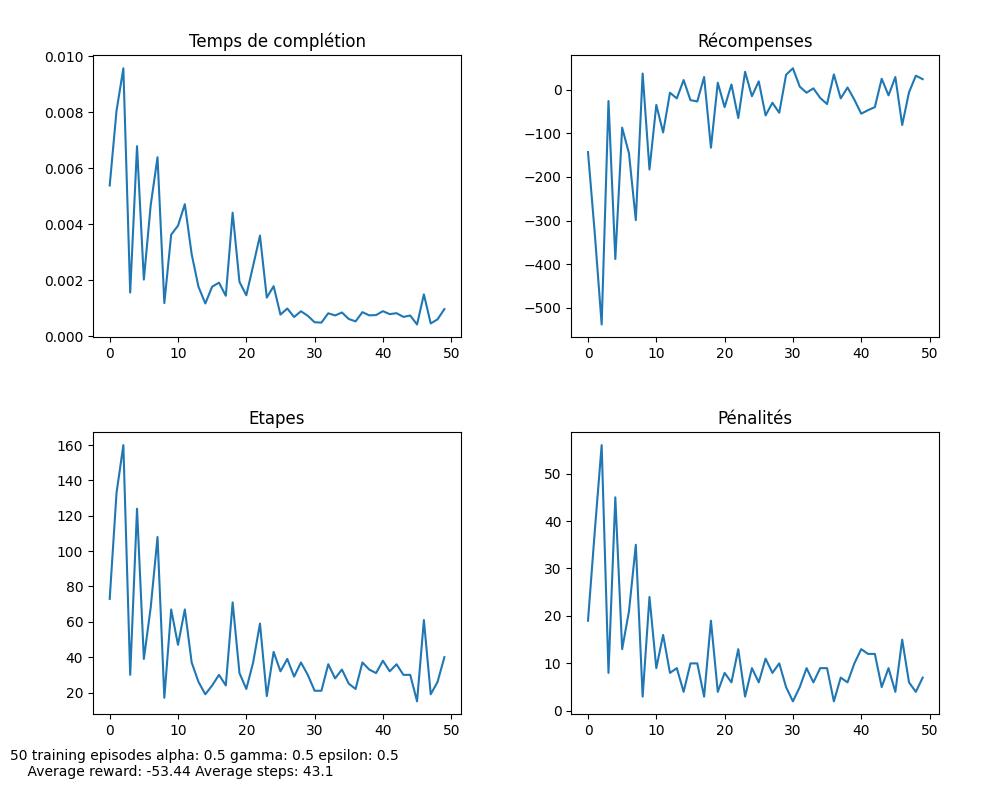 Temps de complétion
0.010
0.008
0.006
0.004
0.002
0.000
0 10 20 30 40 50
Récompenses
0
−100
−200
−300
−400
−500
0 10 20 30 40 50
Etapes
160
140
120
100
80
60
40
20
0 10 20 30 40 50
Pénalités
50
40
30
20
10
0
0 10 20 30 40 50
50 training episodes alpha: 0.5 gamma: 0.5 epsilon: 0.5
Average reward: -53.44 Average steps: 43.1